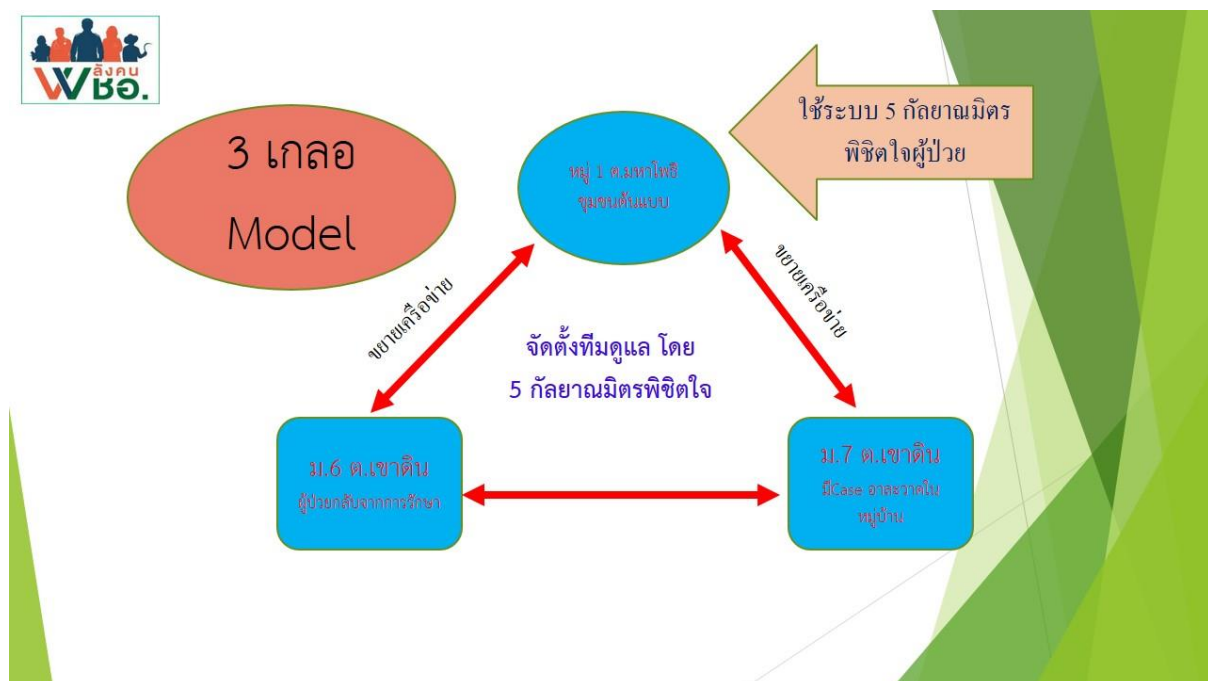 พลังคน
พชอ.
3 เกลอ
Model
ใช้ระบบ 5 กัลยาณมิตร
พิชิตใจผู้ป่วย
หมู่ 1 ต.มหาโพธิ
ชุมชนต้นแบบ
ขยายเครือข่าย
ขยายเครือข่าย
จัดตั้งทีมดูแล โดย
5 กัลยาณมิตรพิชิตใจ
ม.6 ต.เขาดิน
ผู้ป่วยกลับจากการรักษา
ม.7 ต.เขาดิน
มีCase อาละวาดใน
หมู่บ้าน